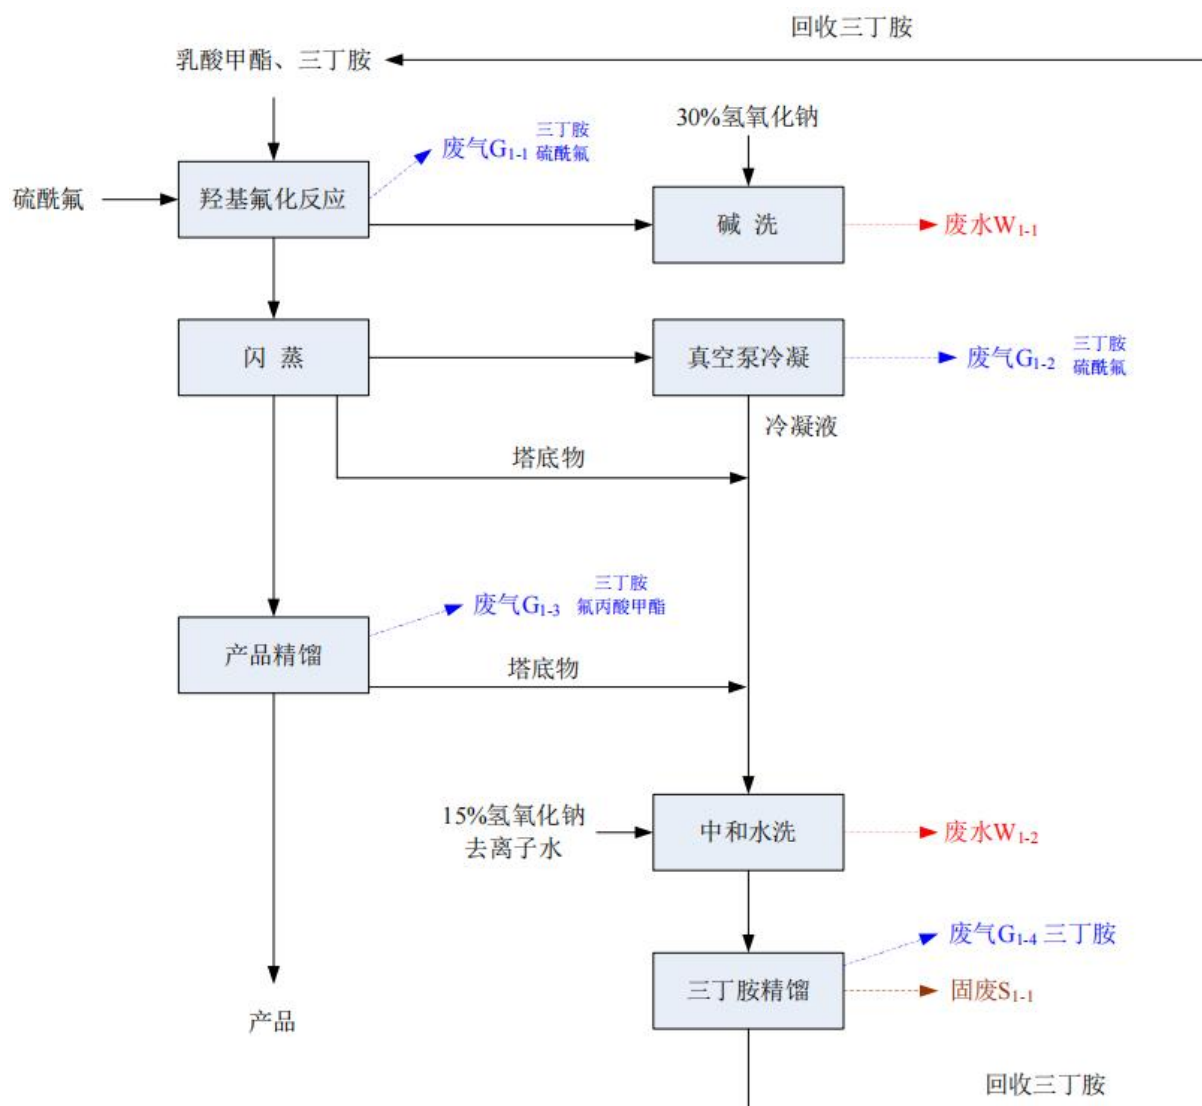 回收三丁胺
乳酸甲酯、三丁胺
30%氢氧化钠
废气G1-1 三丁胺
硫酰氟
硫酰氟
羟基氟化反应
碱 洗
废水W1-1
闪 蒸
真空泵冷凝
废气G1-2 三丁胺
硫酰氟
冷凝液
塔底物
废气G1-3 三丁胺
氟丙酸甲酯
产品精馏
塔底物
15%氢氧化钠
去离子水
中和水洗
废水W1-2
废气G1-4 三丁胺
三丁胺精馏
固废S1-1
产品
回收三丁胺